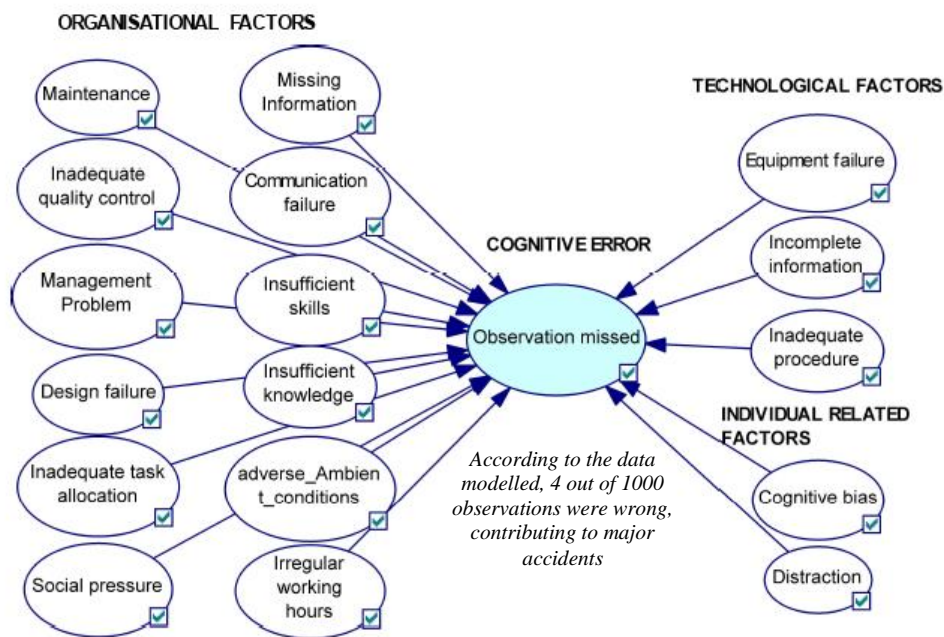 ORGANISATIONAL FACTORS
Maintenance
Missing
Information
Inadequate
quality control
Communication
failure
Management
Problem
Insufficient
skills
Design failure
Insufficient
knowledge
Inadequate task
allocation
adverse_Ambien
t_conditions
Social pressure
Irregular
working
hours
COGNITIVE ERROR
Observation missed
According to the data
modelled, 4 out of 1000
observations were wrong,
contributing to major
accidents
TECHNOLOGICAL FACTORS
Equipment failure
Incomplete
information
Inadequate
procedure
INDIVIDUAL RELATED
FACTORS
Cognitive bias
Distraction